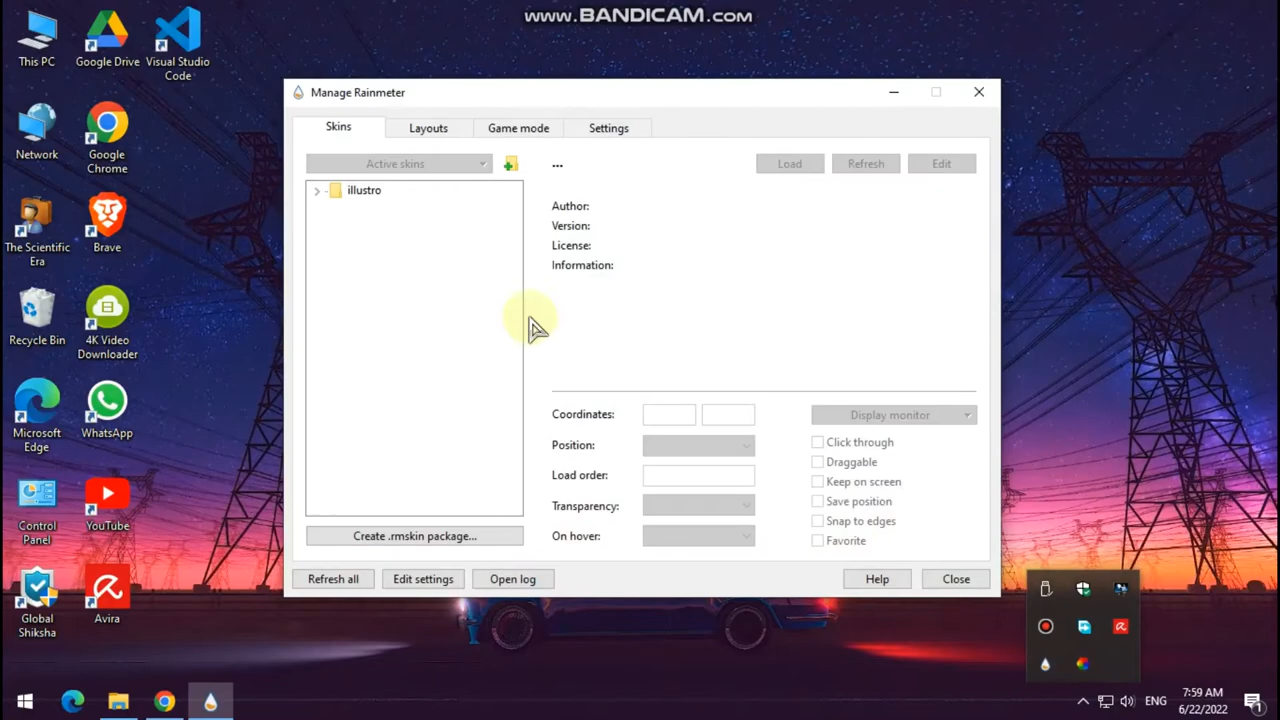 www.BANDICAM.com
This PC
Google Drive
Visual Studio
Code
Network
Google
Chrome
The Scientific
Era
Brave
Recycle Bin
4K Video
Downloader
Microsoft
Edge
WhatsApp
Control
Panel
YouTube
Global
Shiksha
Avira
Manage Rainmeter
Skins
Layouts
Game mode
Settings
Active skins
...
Load
Refresh
Edit
illustro
Author:
Version:
License:
Information:
Coordinates:
Display monitor
Position:
Click through
Draggable
Load order:
Keep on screen
Transparency:
Save position
Snap to edges
On hover:
Favorite
Create .rmskin package...
Refresh all
Edit settings
Open log
Help
Close
ENG
7:59 AM
6/22/2022
1